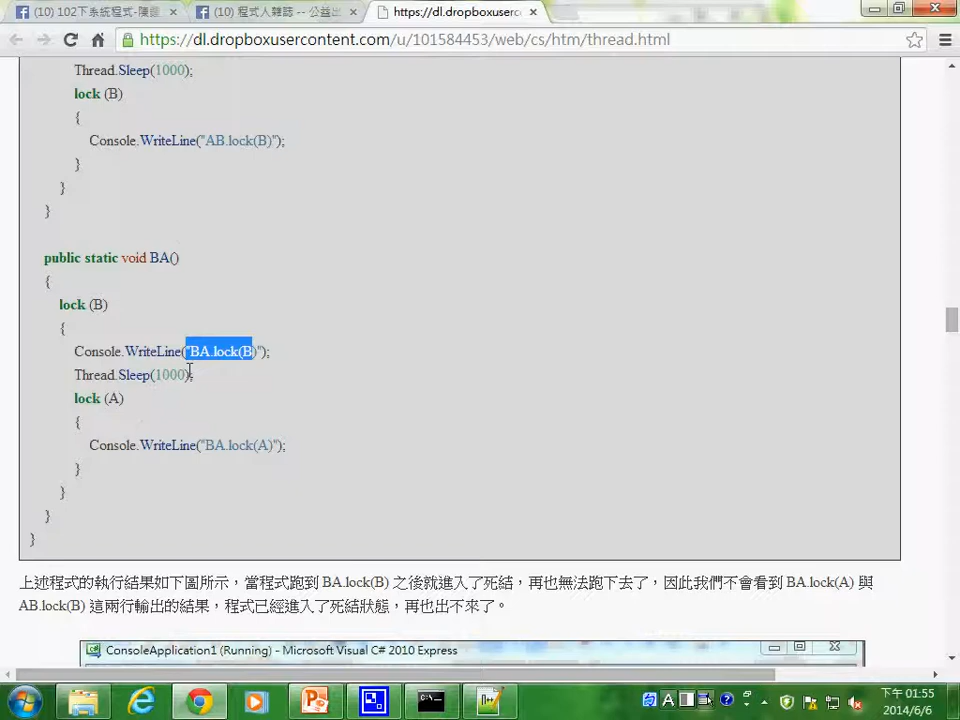 (10) 102下系統程式-陳鍾
(10) 程式人雜誌 -- 公益出
https://dl.dropboxuserco
https://dl.dropboxusercontent.com/u/101584453/web/cs/htm/thread.html
Thread.Sleep(1000);
lock (B)
{
Console.WriteLine("AB.lock(B)");
}
}
}
public static void BA()
{
lock (B)
{
Console.WriteLine("BA.lock(B)");
Thread.Sleep(1000);
lock (A)
{
Console.WriteLine("BA.lock(A)");
}
}
}
}
上述程式的執行結果如下圖所示，當程式跑到 BA.lock(B) 之後就進入了死結，再也無法跑下去了，因此我們不會看到 BA.lock(A) 與
AB.lock(B) 這兩行輸出的結果，程式已經進入了死結狀態，再也出不來了。
ConsoleApplication1 (Running) - Microsoft Visual C# 2010 Express
下午 01:55
2014/6/6